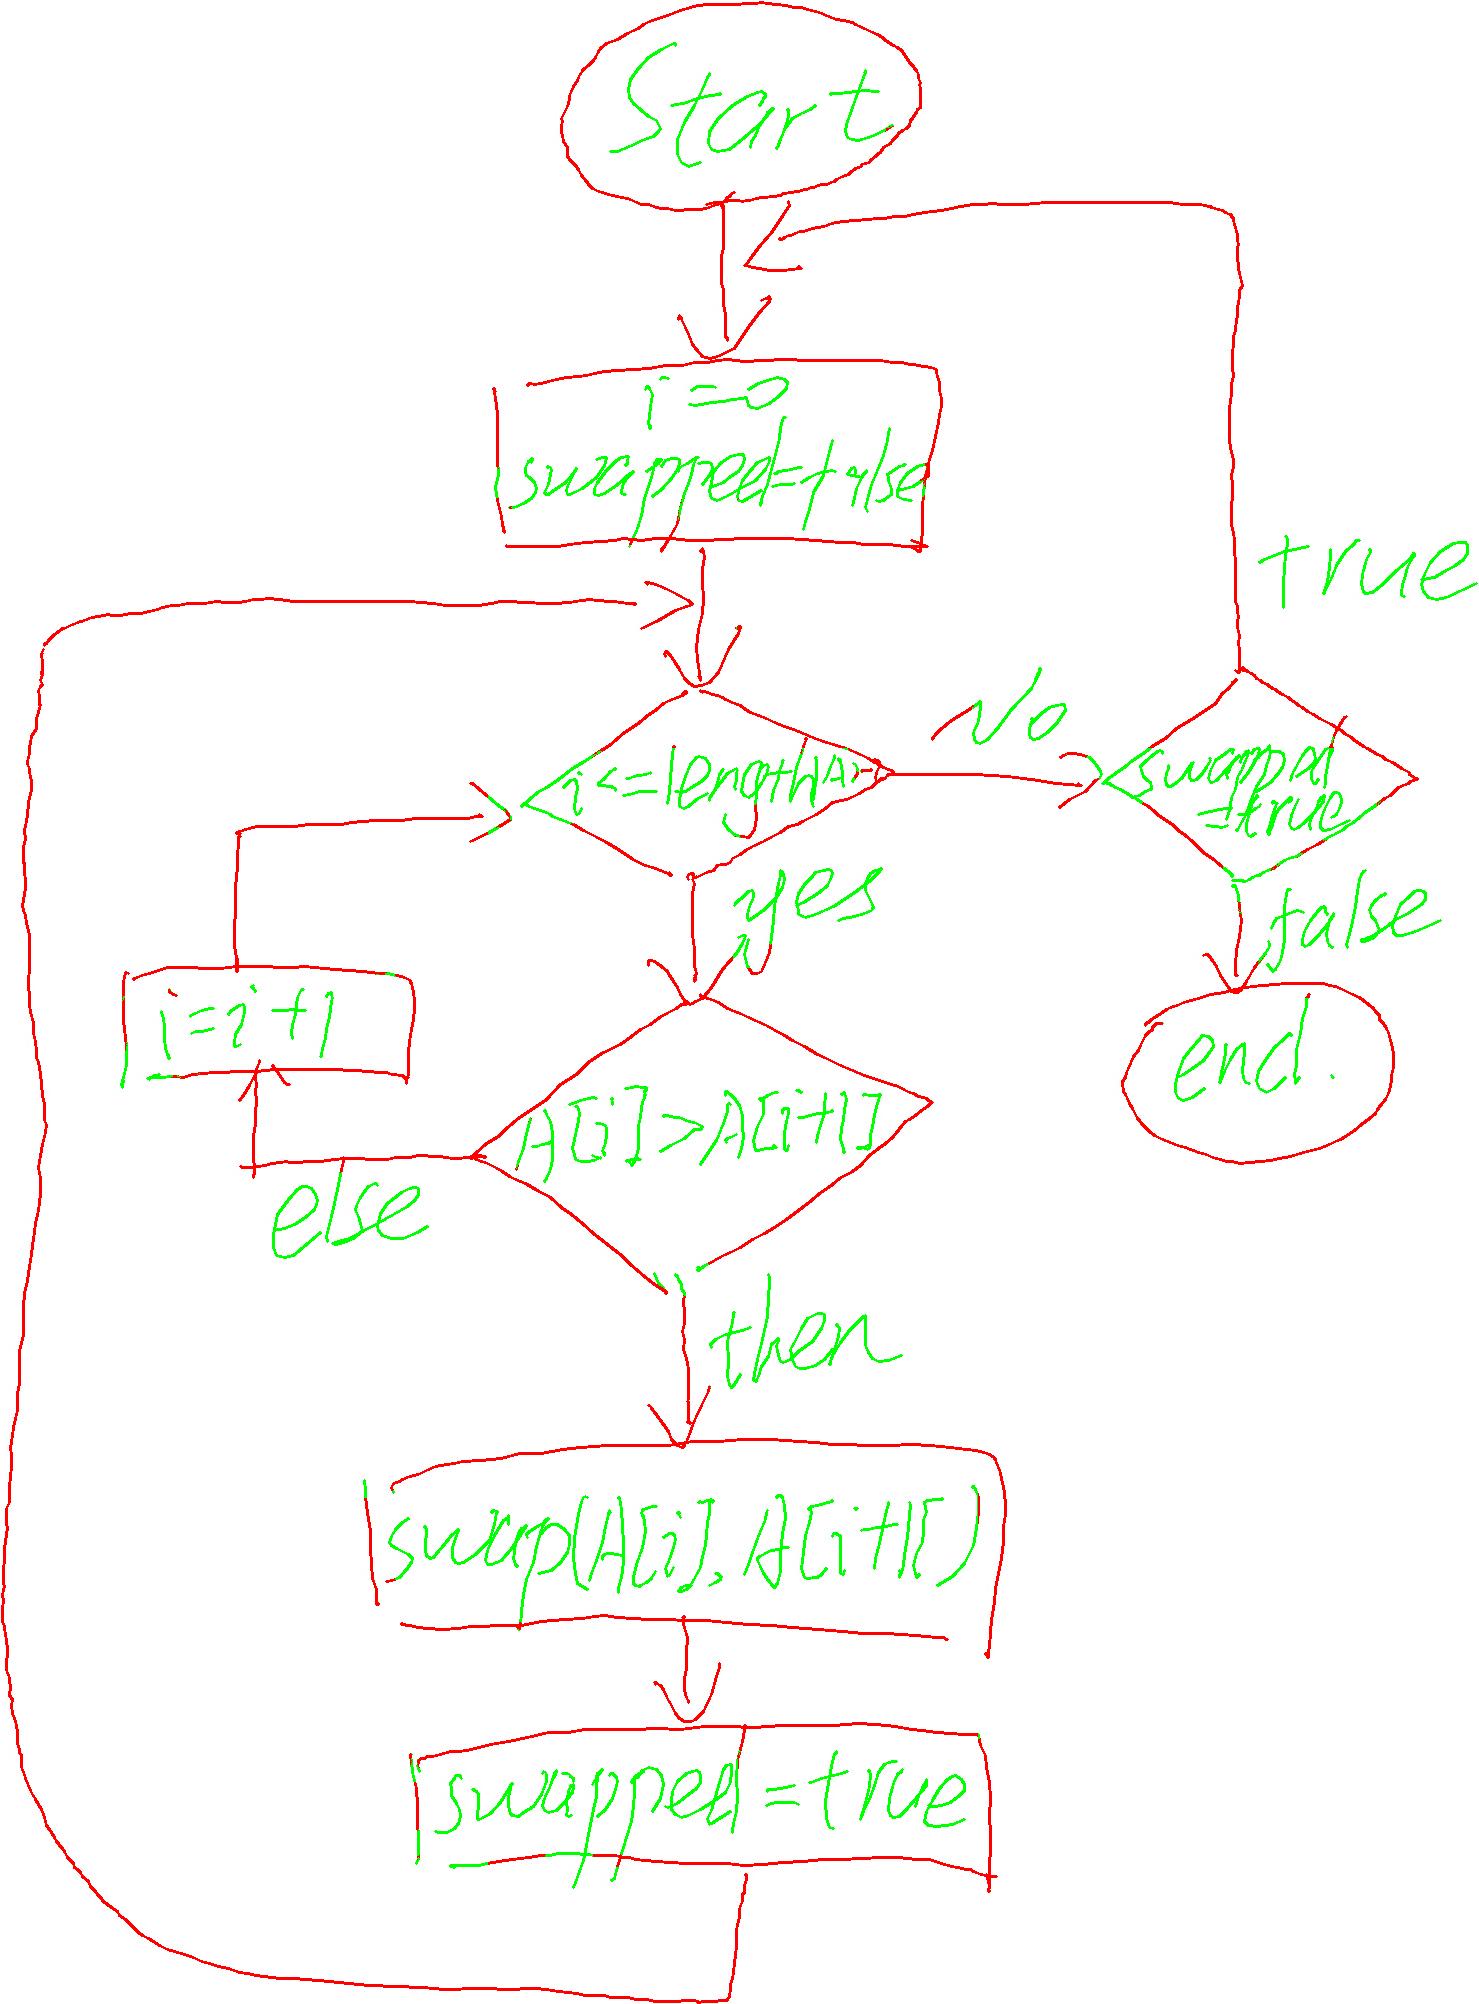 Start
i=0
swapped=false
true
No
i<=length(A)-1
swapped
=true
yes
false
i=i+1
end.
A[i]>A[i+1]
else
then
swap(A[i], A[i+1[)
swapped=true